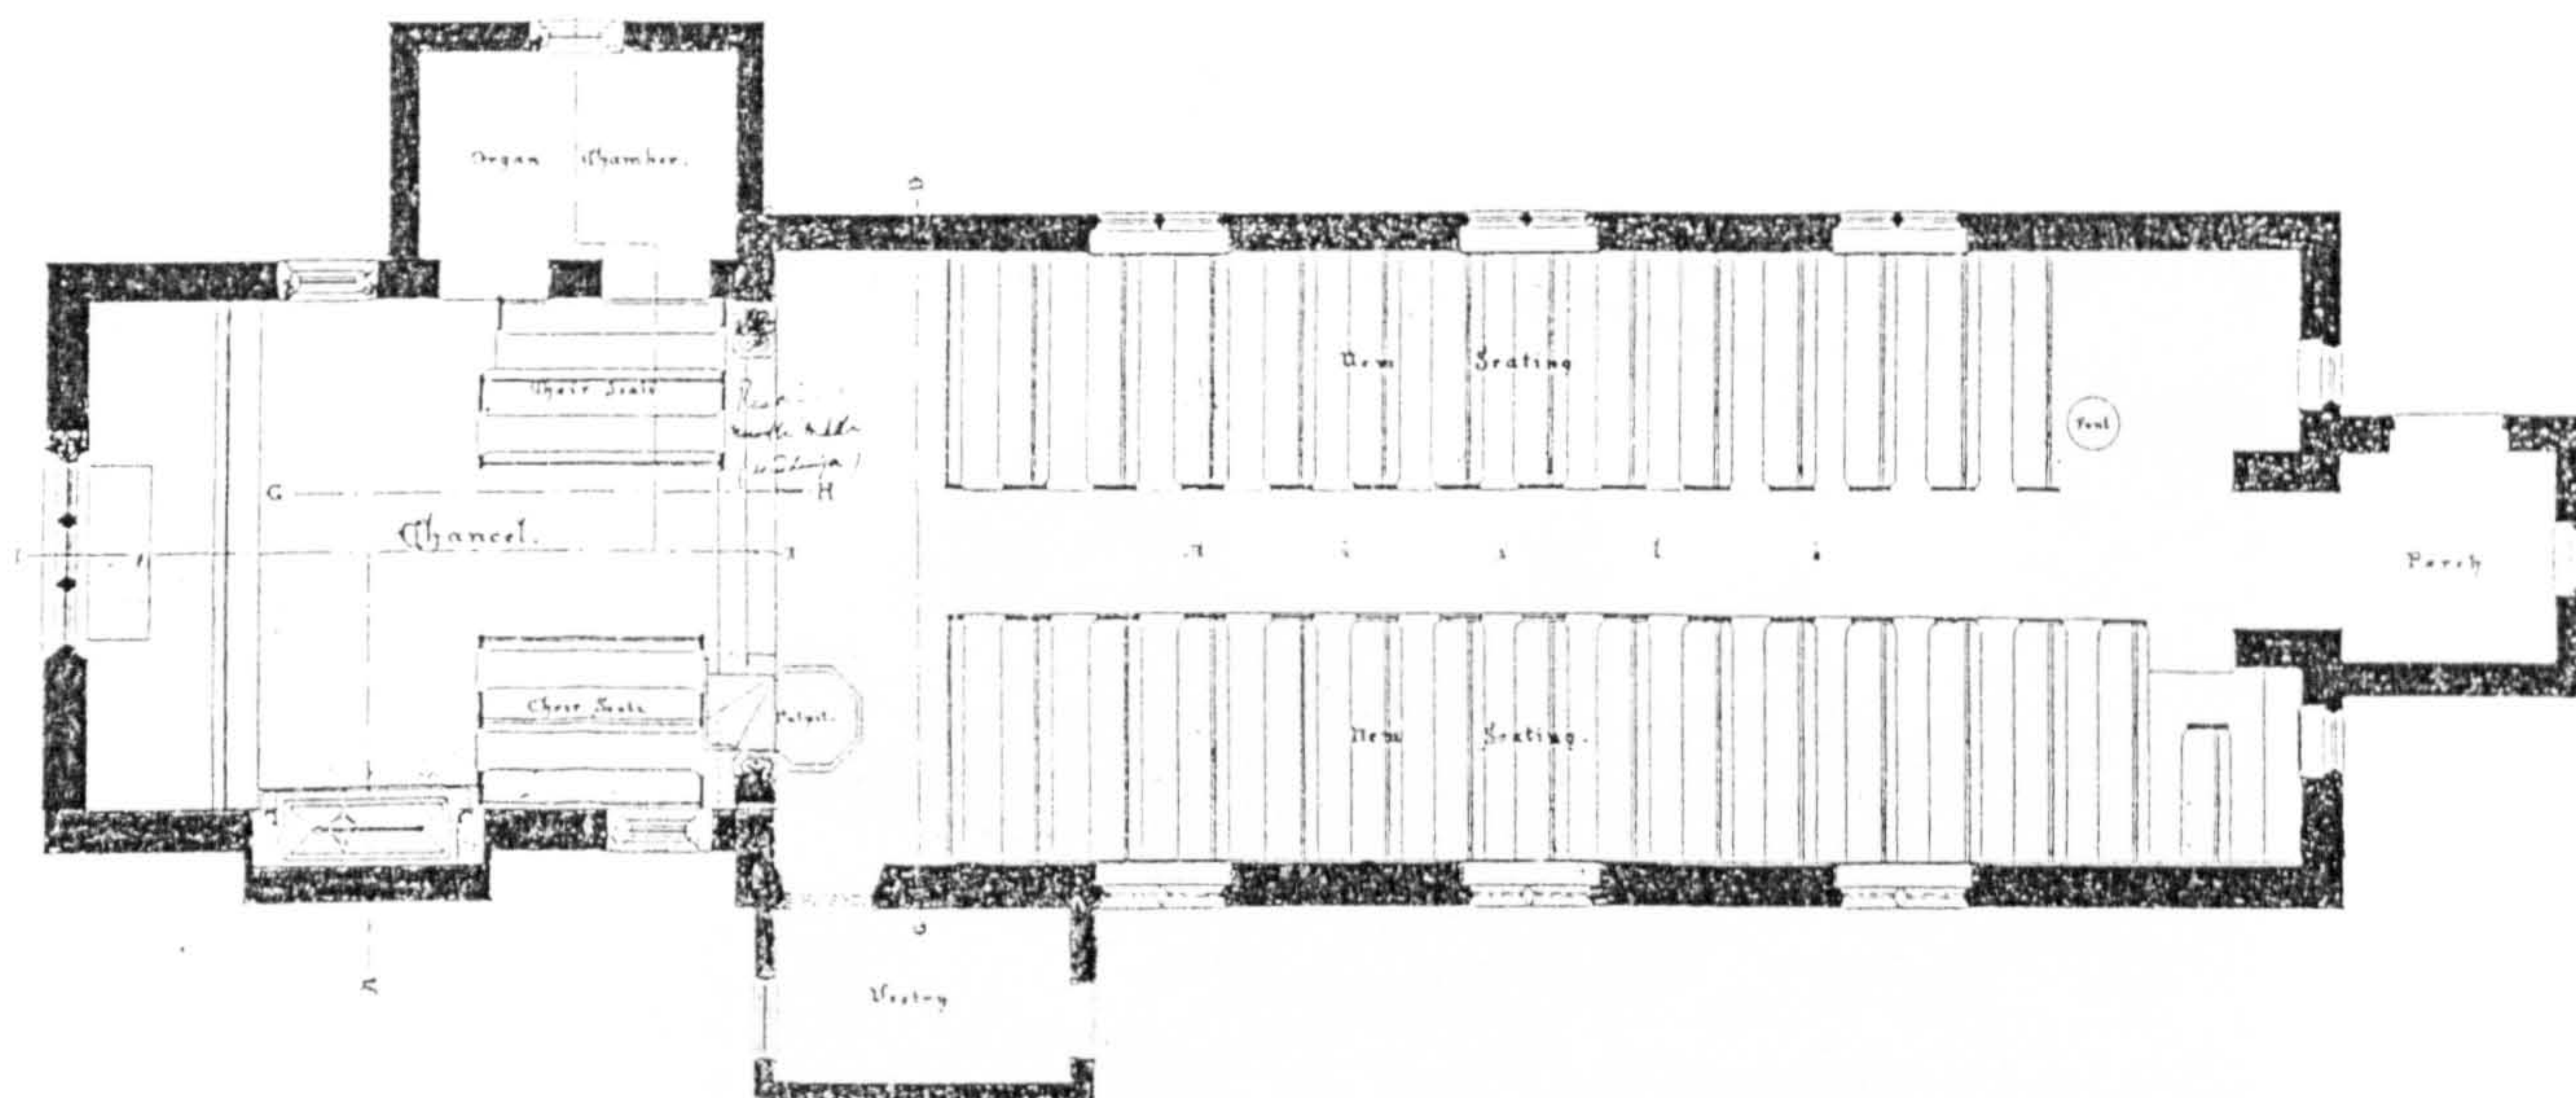 Organ Chamber.
D
New Seating
Choir Seats
Font
G H
Chancel.
A i s l e
Porch
Choir Seats
Pulpit.
New Seating.
C
Vestry